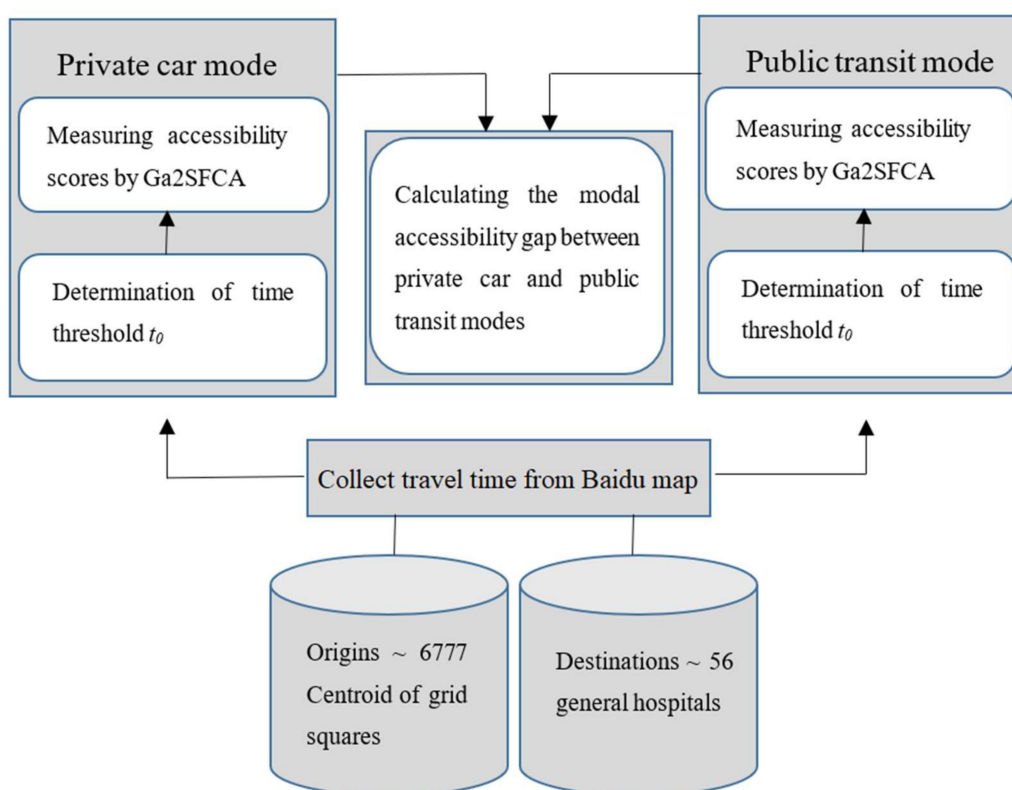 Private car mode
Measuring accessibility
scores by Ga2SFCA
Determination of time
threshold t0
Calculating the modal
accessibility gap between
private car and public
transit modes
Public transit mode
Measuring accessibility
scores by Ga2SFCA
Determination of time
threshold t0
Collect travel time from Baidu map
Origins ~ 6777
Centroid of grid
squares
Destinations ~ 56
general hospitals